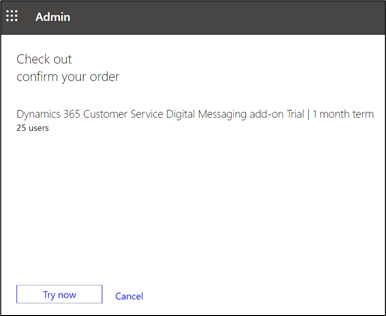 Admin
Check out
confirm your order
Dynamics 365 Customer Service Digital Messaging add-on Trial | 1 month term
25 users
Try now
Cancel